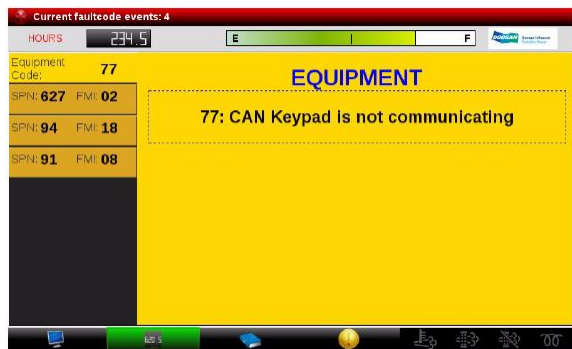 Current faultcode events: 4
HOURS
234.5
E
F
DOOSAN
Equipment
Code:
77
SPN: 627 FMI: 02
SPN: 94 FMI: 18
SPN: 91 FMI: 08
EQUIPMENT
77: CAN Keypad is not communicating